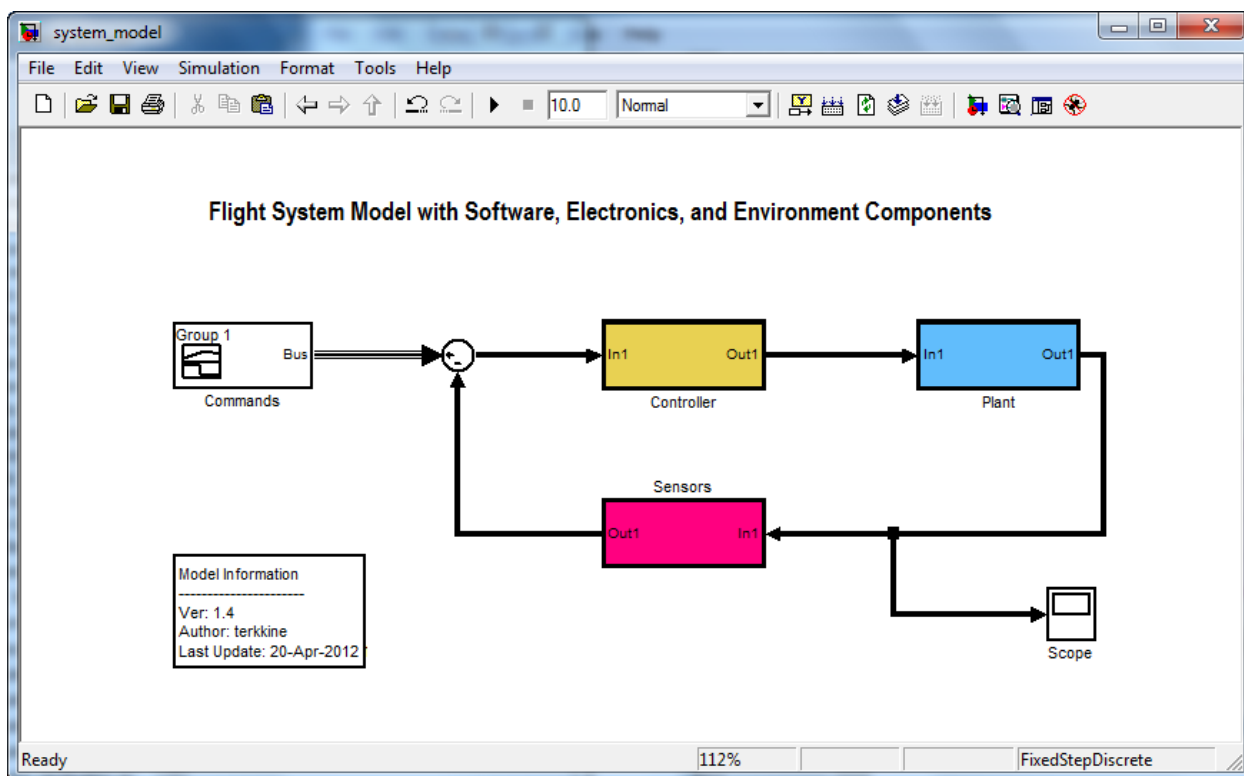 system_model
File Edit View Simulation Format Tools Help
10.0 Normal
Flight System Model with Software, Electronics, and Environment Components
Group 1
Bus
Commands
In1 Out1
Controller
In1 Out1
Plant
Sensors
Out1 In1
Model Information
----------------------
Ver: 1.4
Author: terkkine
Last Update: 20-Apr-2012
Scope
Ready 112% FixedStepDiscrete